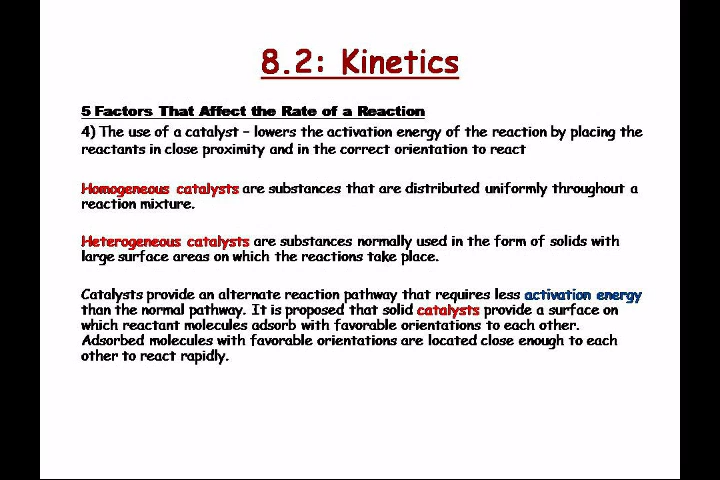 8.2: Kinetics
5 Factors That Affect the Rate of a Reaction
4) The use of a catalyst – lowers the activation energy of the reaction by placing the
reactants in close proximity and in the correct orientation to react
Homogeneous catalysts are substances that are distributed uniformly throughout a
reaction mixture.
Heterogeneous catalysts are substances normally used in the form of solids with
large surface areas on which the reactions take place.
Catalysts provide an alternate reaction pathway that requires less activation energy
than the normal pathway. It is proposed that solid catalysts provide a surface on
which reactant molecules adsorb with favorable orientations to each other.
Adsorbed molecules with favorable orientations are located close enough to each
other to react rapidly.